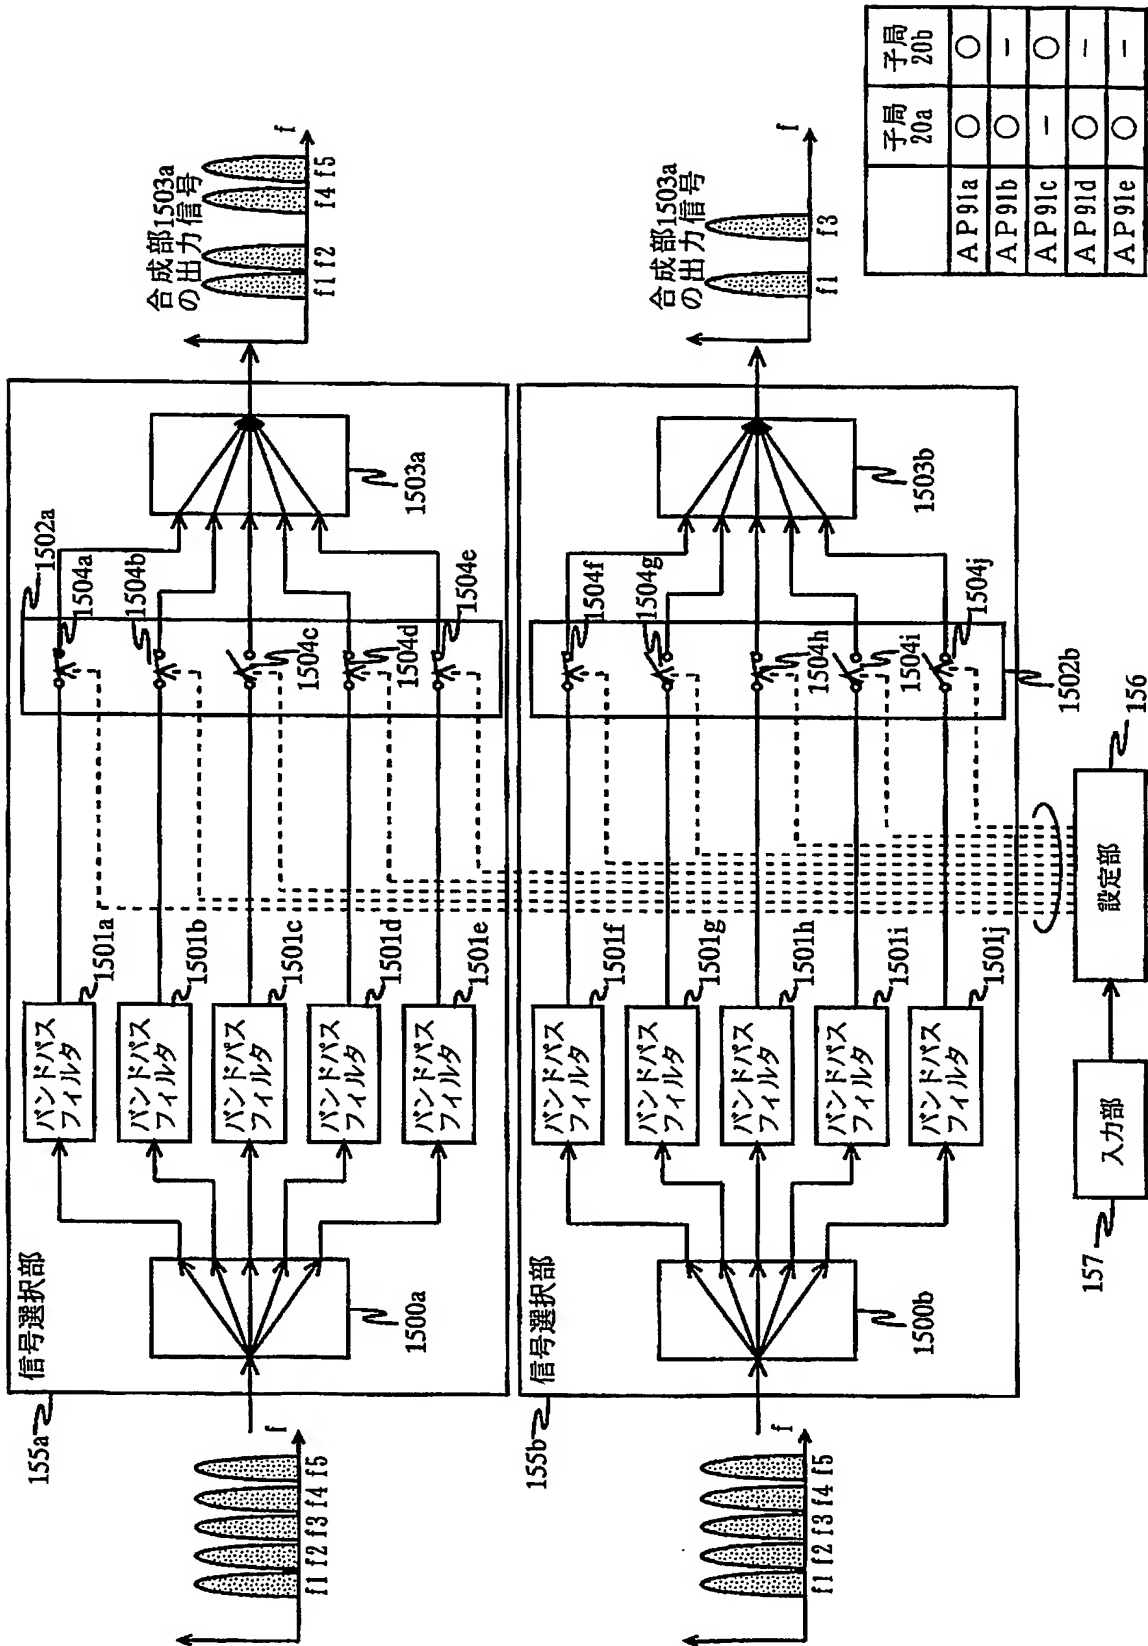 155a
信号選択部
f1 f2 f3 f4 f5
f
1500a
バンドパス
フィルタ
1501a
バンドパス
フィルタ
1501b
バンドパス
フィルタ
1501c
バンドパス
フィルタ
1501d
バンドパス
フィルタ
1501e
1502a
1504a
1504b
1504c
1504d
1504e
1503a
合成部1503a
の出力信号
f1 f2 f4 f5
f
155b
信号選択部
f1 f2 f3 f4 f5
f
1500b
バンドパス
フィルタ
1501f
バンドパス
フィルタ
1501g
バンドパス
フィルタ
1501h
バンドパス
フィルタ
1501i
バンドパス
フィルタ
1501j
1504f
1504g
1504h
1504i
1504j
1502b
1503b
合成部1503a
の出力信号
f1 f3
f
157
入力部
設定部
156
子局 子局
20a 20b
AP91a ○ ○
AP91b ○ -
AP91c - ○
AP91d ○ -
AP91e ○ -